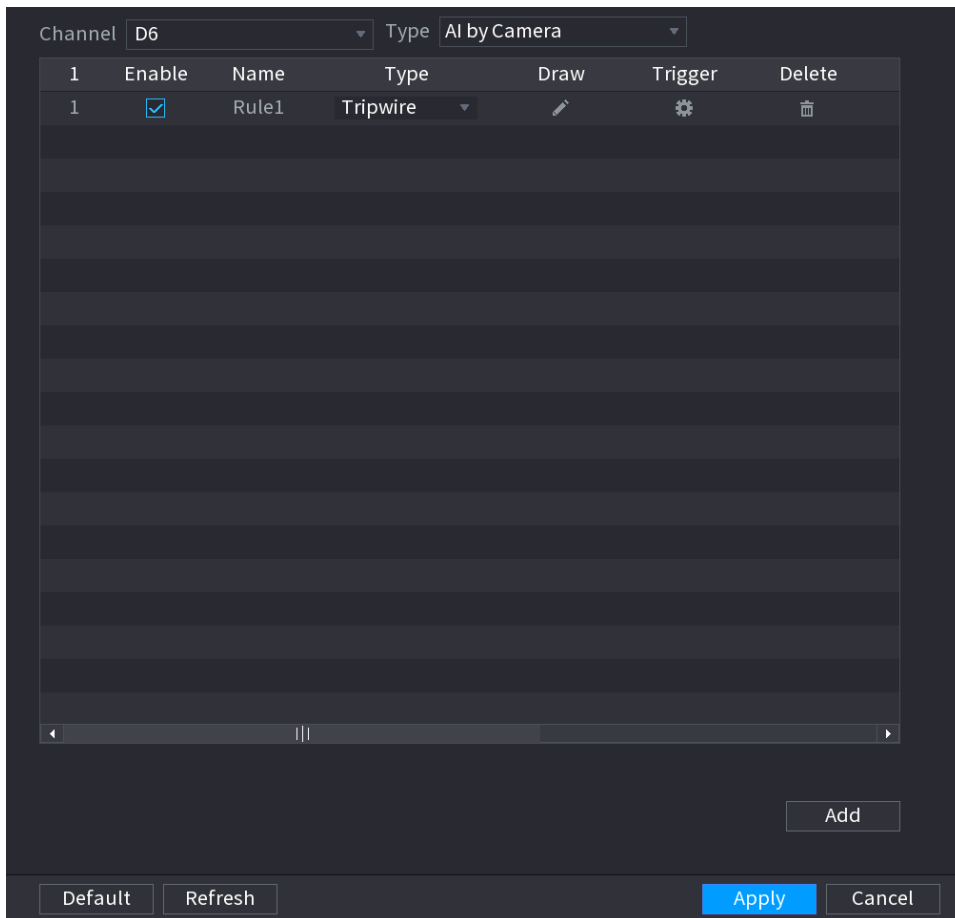 Channel D6 Type AI by Camera
1 Enable Name Type Draw Trigger Delete
1 Rule1 Tripwire
Add
Default Refresh Apply Cancel